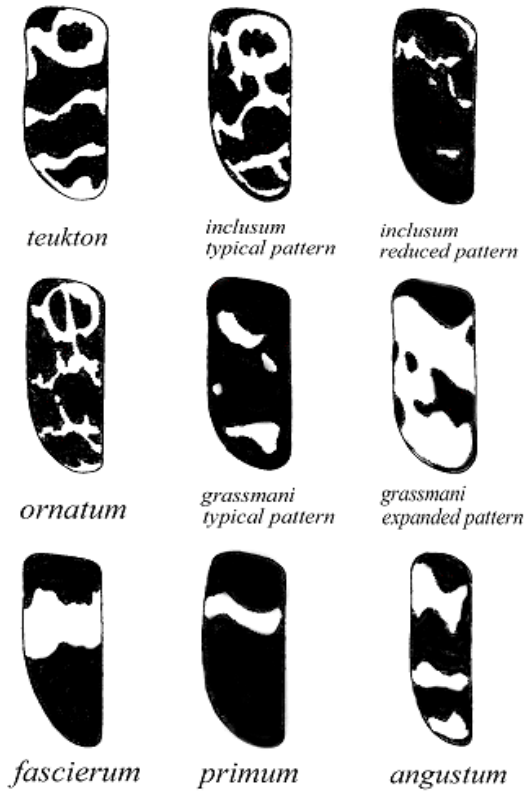 teukton
inclusum
typical pattern
inclusum
reduced pattern
ornatum
grassmani
typical pattern
grassmani
expanded pattern
fascierum
primum
angustum